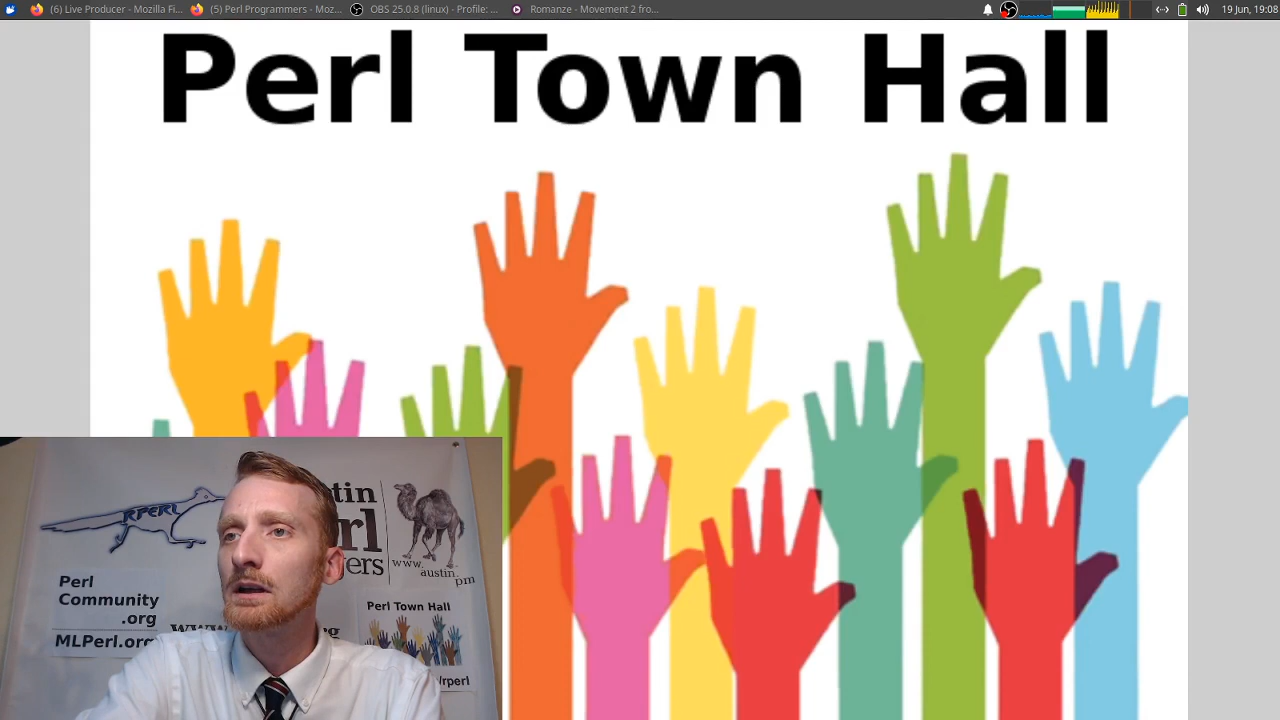 (6) Live Producer - Mozilla Fi...
(5) Perl Programmers - Moz...
OBS 25.0.8 (linux) - Profile: ...
Romanze - Movement 2 fro...
19 Jun, 19:08
Perl Town Hall
RPERL
Perl
Community
.org
MLPerl.org
www.
austin.
pm
Perl Town Hall
/rperl